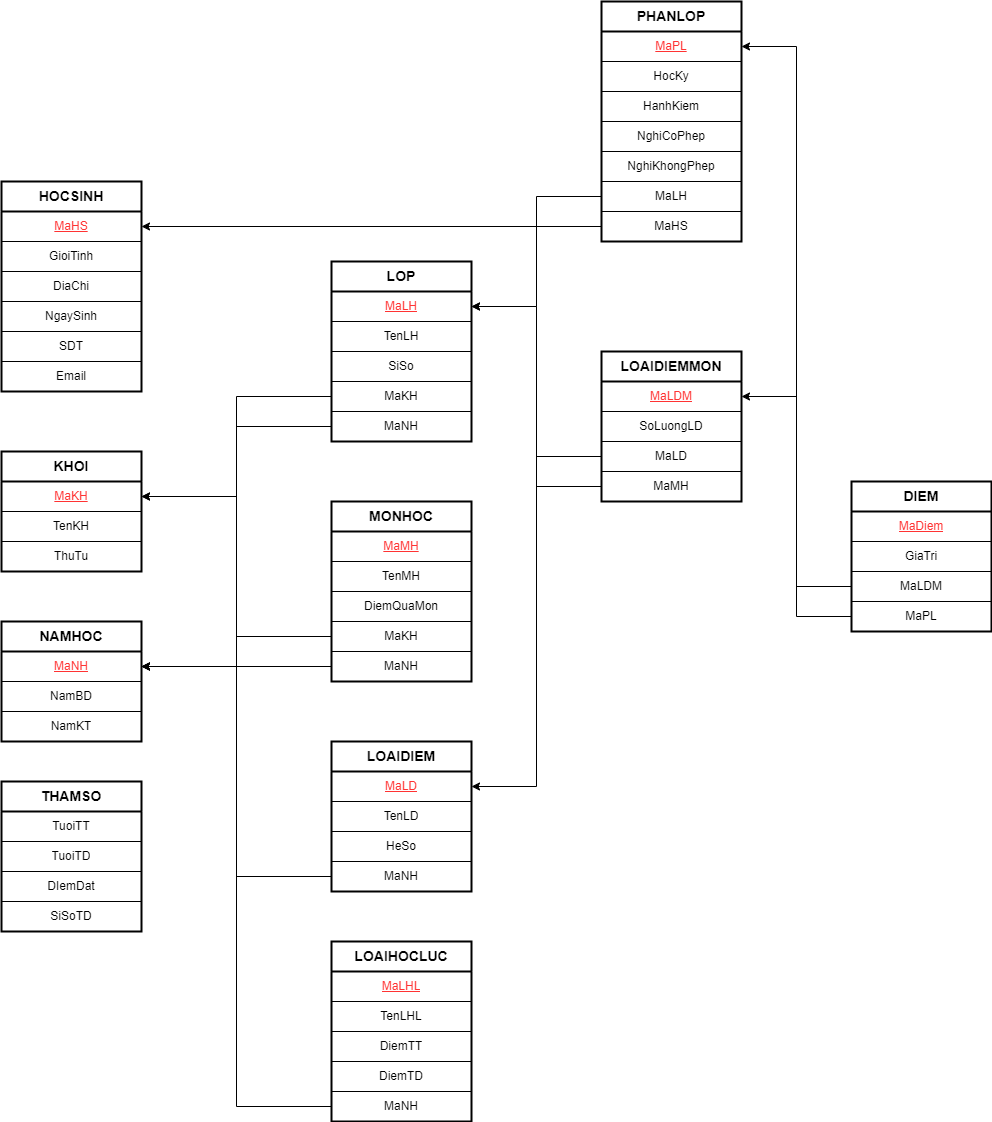 PHANLOP
MaPL
HocKy
HanhKiem
NghiCoPhep
NghiKhongPhep
MaLH
MaHS
HOCSINH
MaHS
GioiTinh
DiaChi
NgaySinh
SDT
Email
LOP
MaLH
TenLH
SiSo
MaKH
MaNH
LOAIDIEMMON
MaLDM
SoLuongLD
MaLD
MaMH
KHOI
MaKH
TenKH
ThuTu
MONHOC
MaMH
TenMH
DiemQuaMon
MaKH
MaNH
DIEM
MaDiem
GiaTri
MaLDM
MaPL
NAMHOC
MaNH
NamBD
NamKT
LOAIDIEM
MaLD
TenLD
HeSo
MaNH
THAMSO
TuoiTT
TuoiTD
DIemDat
SiSoTD
LOAIHOCLUC
MaLHL
TenLHL
DiemTT
DiemTD
MaNH